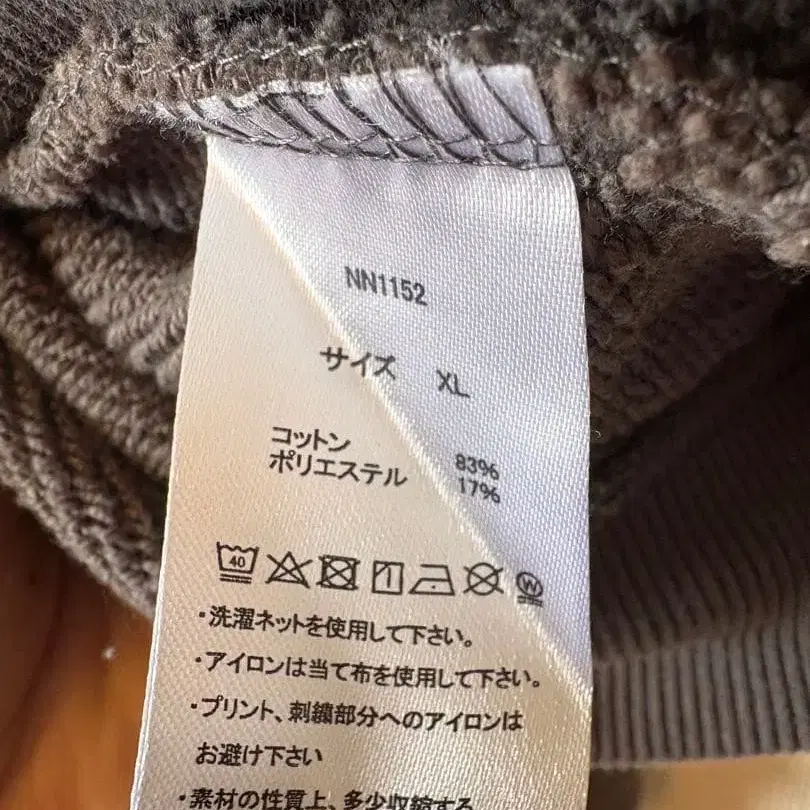 NN1152
サイズ XL
コットン 83%
ポリエステル 17%
40 W
・洗濯ネットを使用して下さい。
・アイロンは当て布を使用して下さい。
・プリント、刺繍部分へのアイロンは
お避け下さい
・素材の性質上、多少収縮する